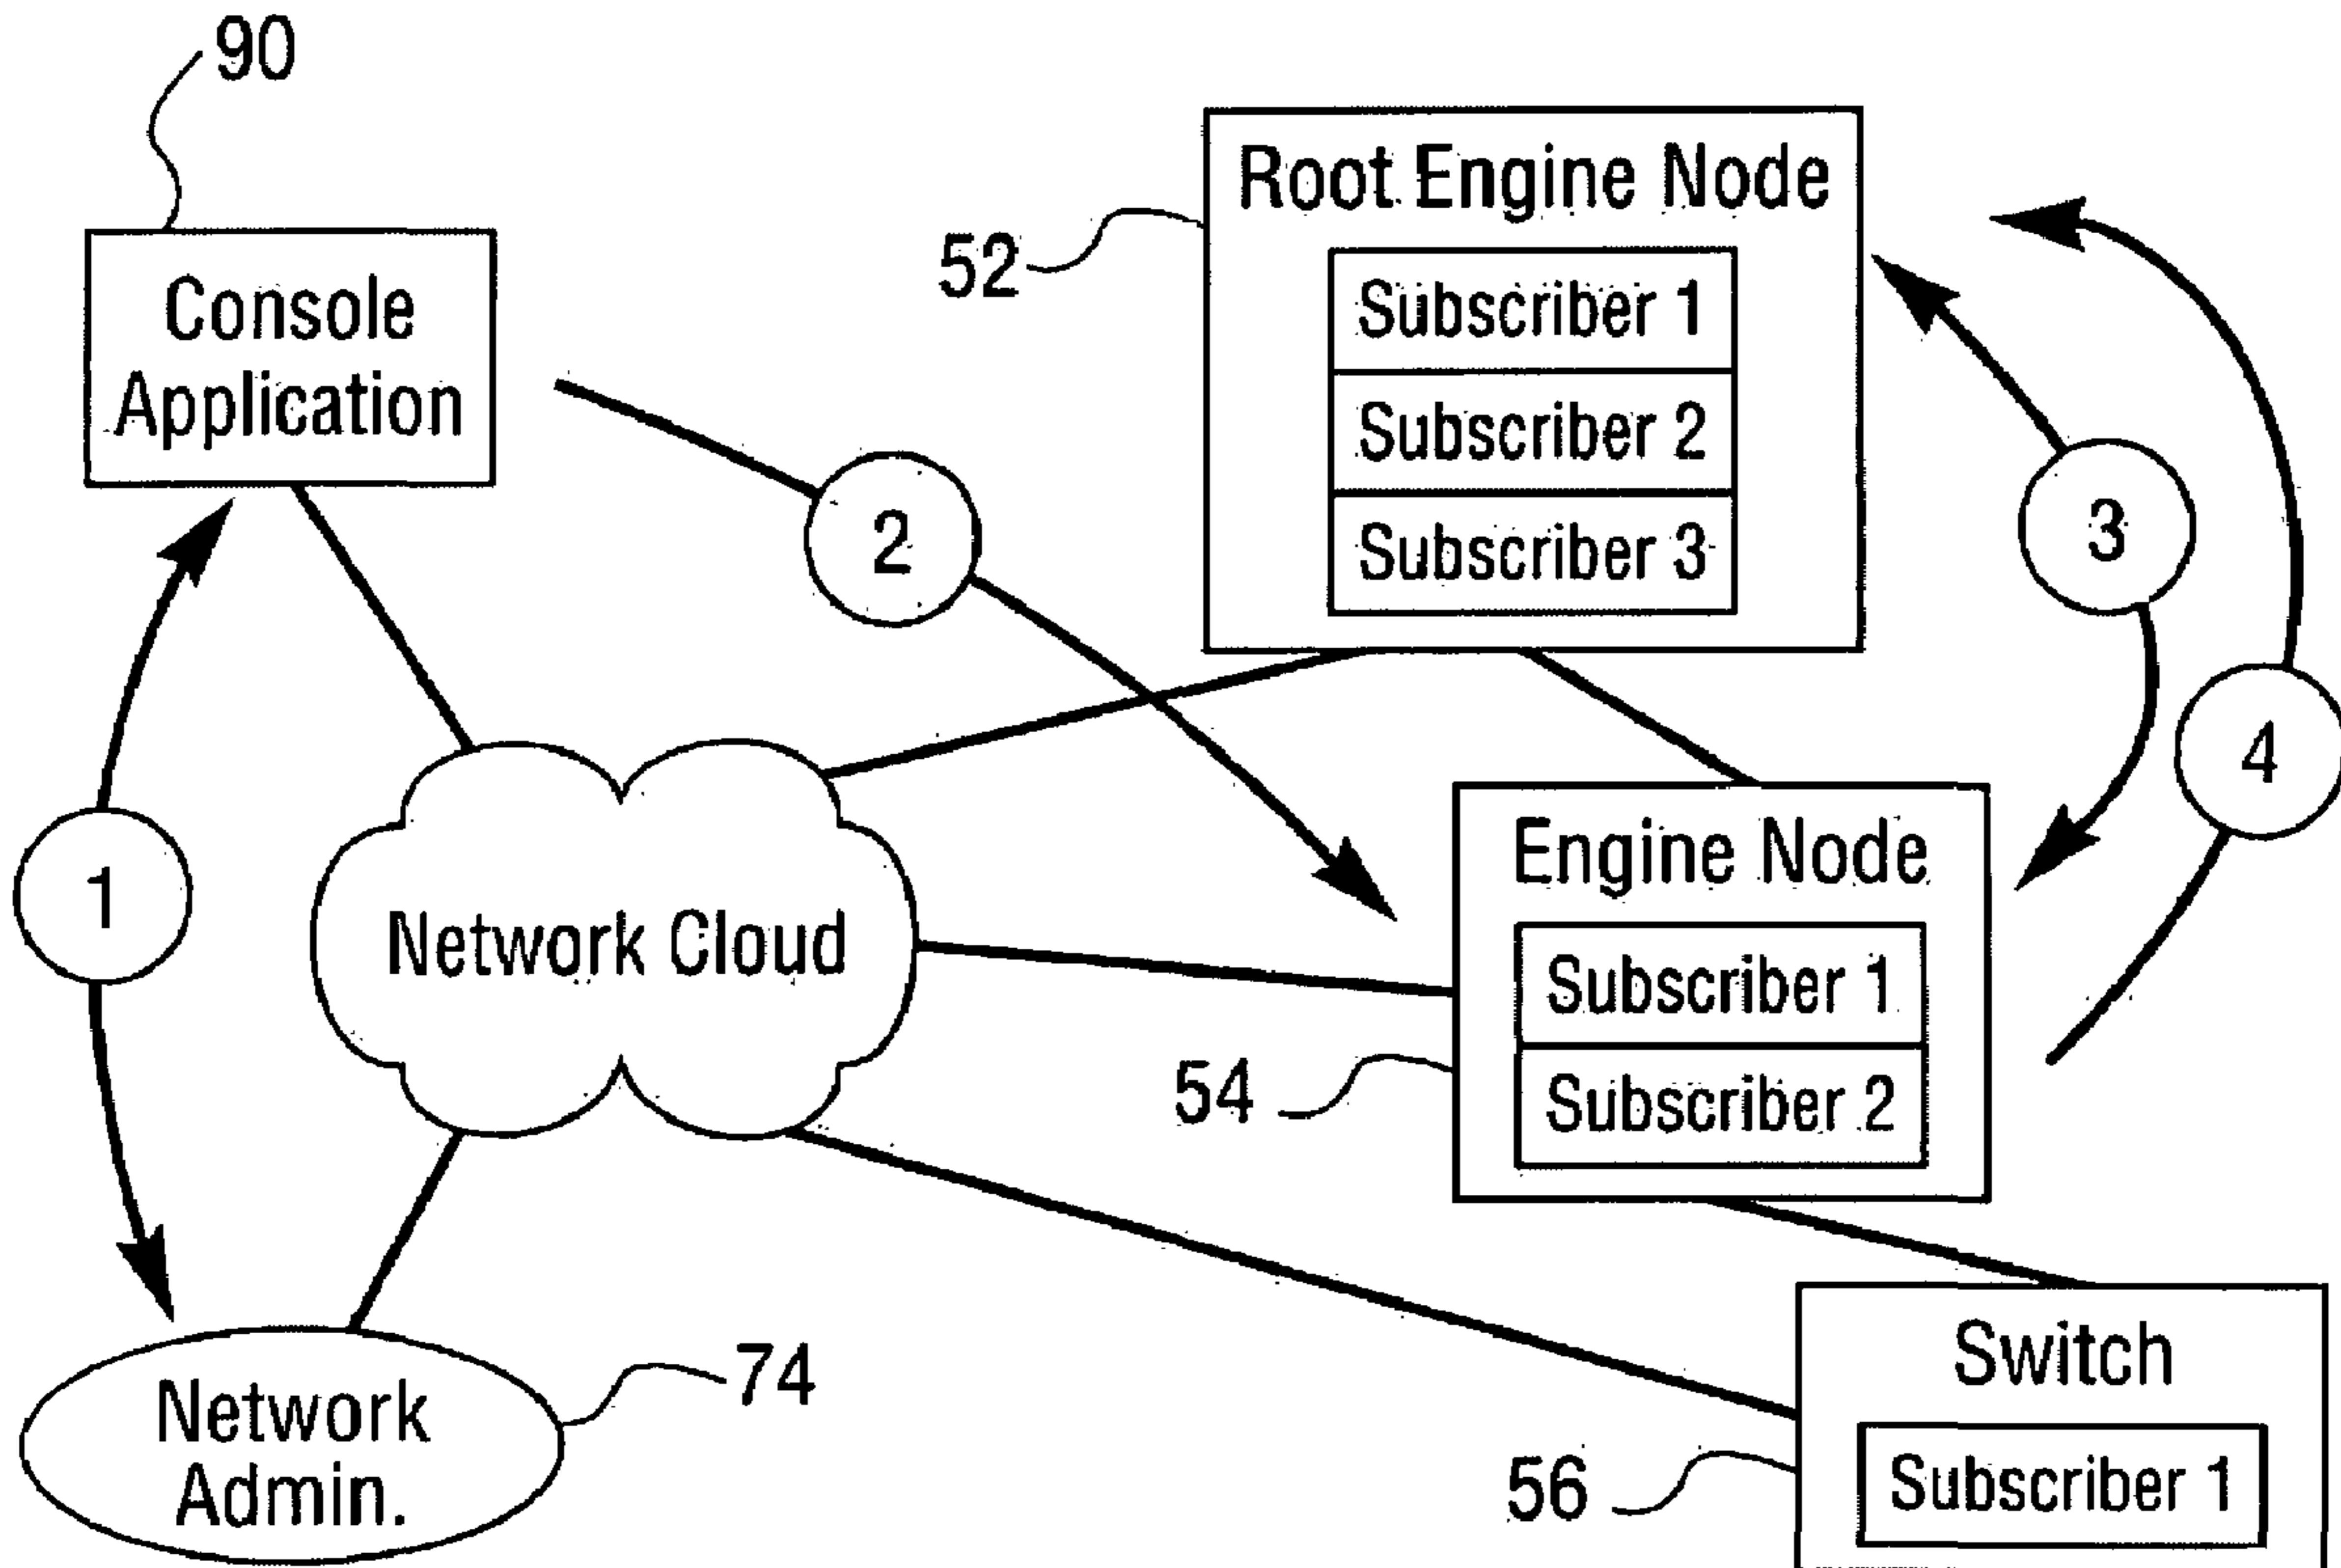 90
Console
Application
52
Root Engine Node
Subscriber 1
Subscriber 2
Subscriber 3
2
3
4
1
Network Cloud
Engine Node
Subscriber 1
Subscriber 2
54
Network
Admin.
74
Switch
Subscriber 1
56